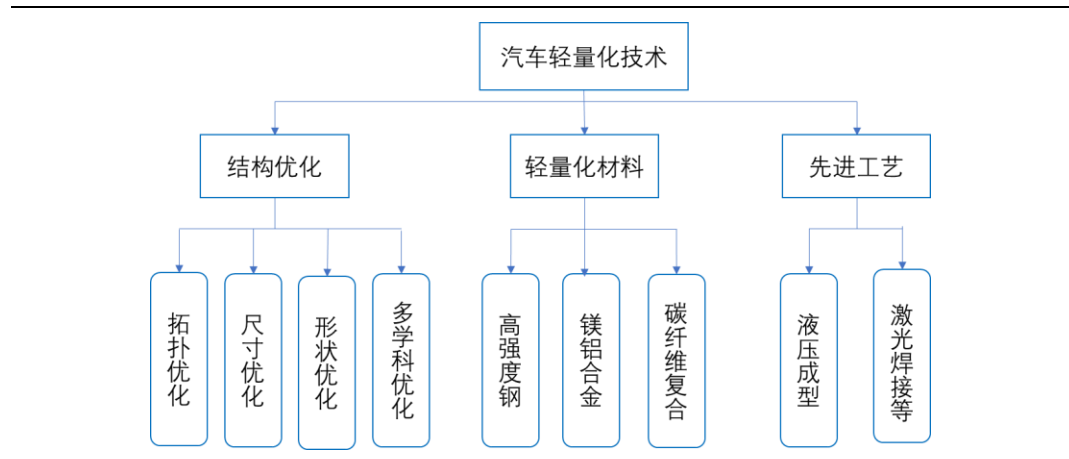 汽车轻量化技术
结构优化
轻量化材料
先进工艺
拓扑优化
尺寸优化
形状优化
多学科优化
高强度钢
镁铝合金
碳纤维复合
液压成型
激光焊接等